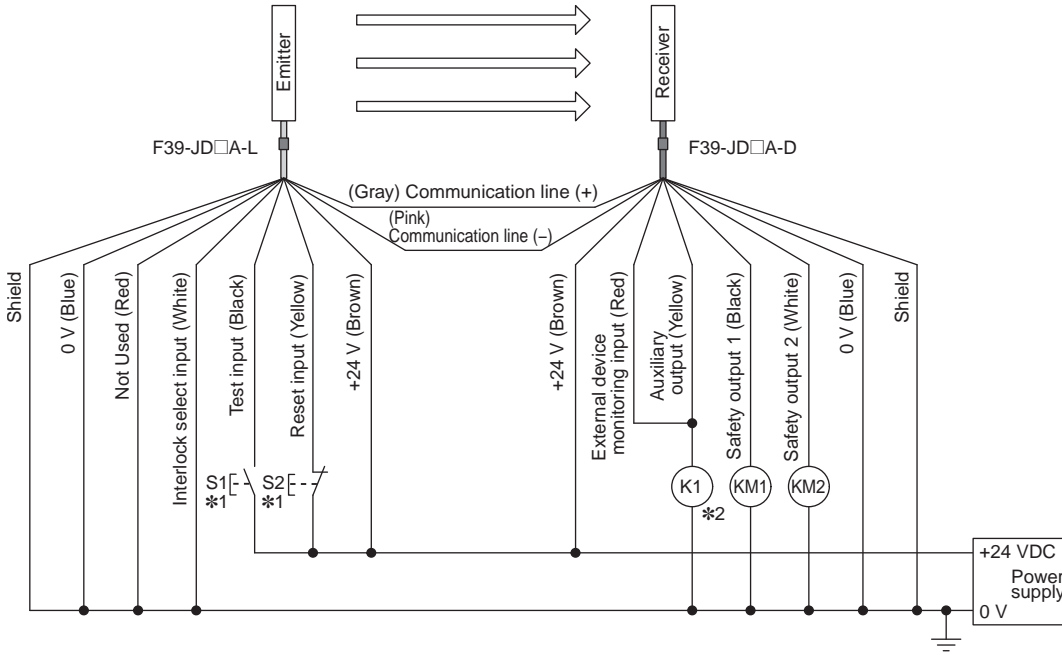 Emitter
Receiver
F39-JD□A-L
F39-JD□A-D
(Gray) Communication line (+)
(Pink)
Communication line (−)
Shield
0 V (Blue)
Not Used (Red)
Interlock select input (White)
Test input (Black)
Reset input (Yellow)
+24 V (Brown)
+24 V (Brown)
External device
monitoring input (Red)
Auxiliary
output (Yellow)
Safety output 1 (Black)
Safety output 2 (White)
0 V (Blue)
Shield
S1
✱1
S2
✱1
K1
✱2
KM1
KM2
+24 VDC
Power
supply
0 V